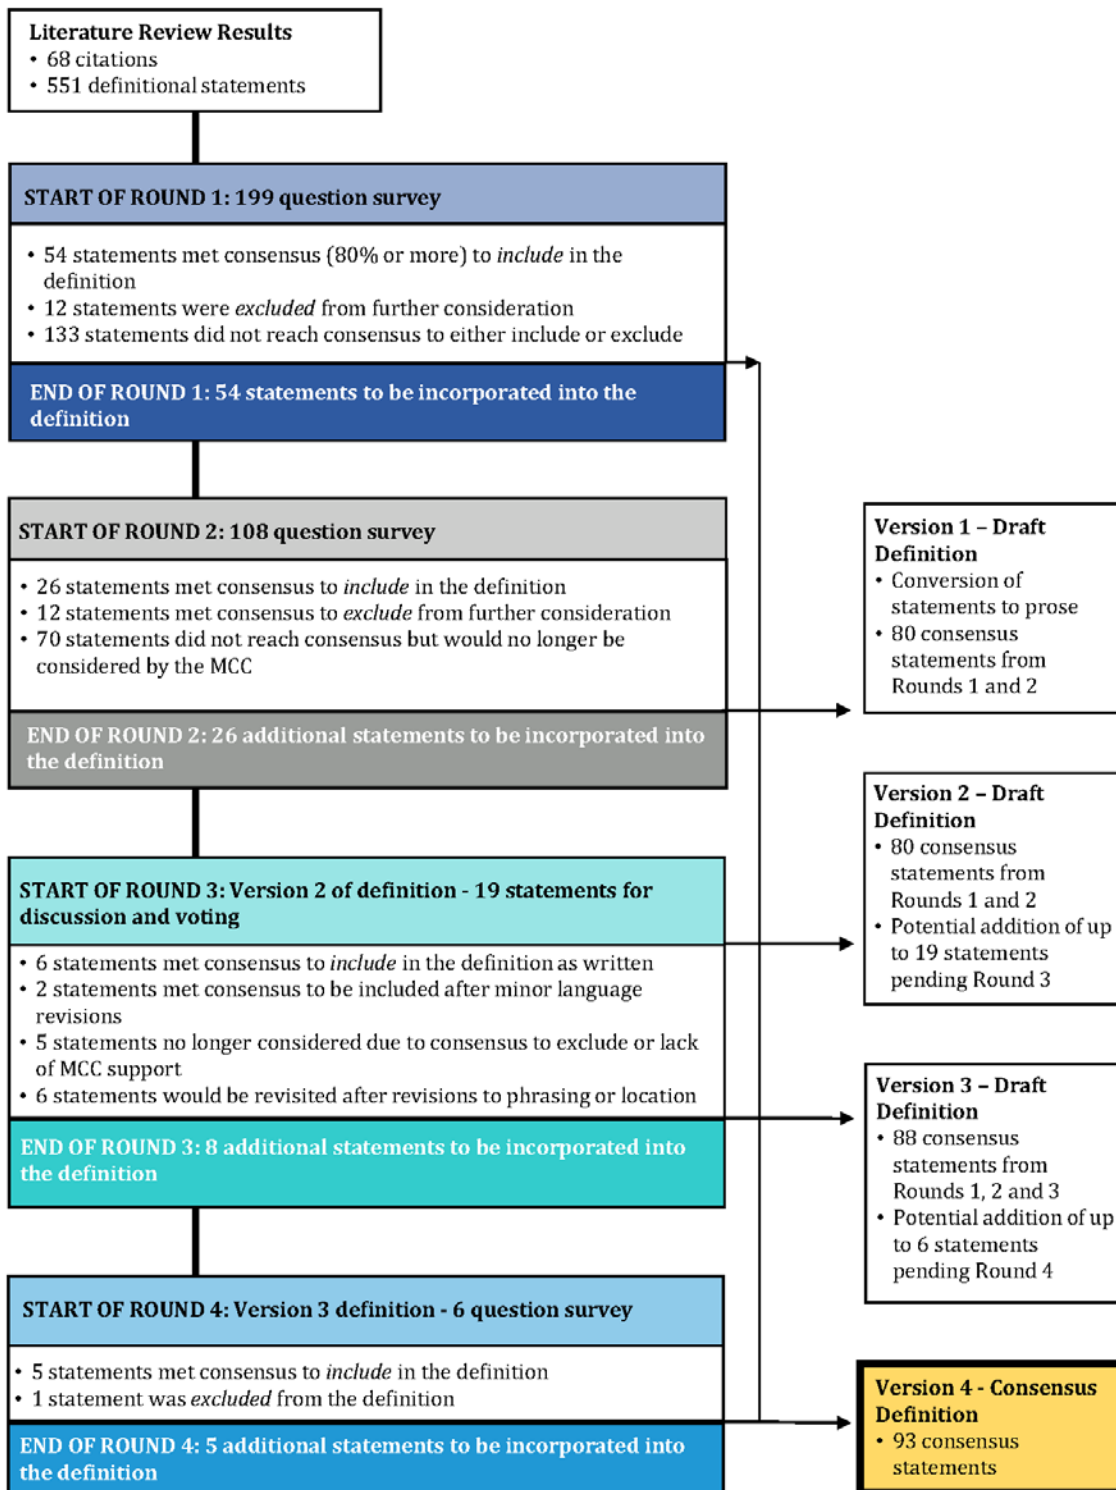 Literature Review Results
• 68 citations
• 551 definitional statements
START OF ROUND 1: 199 question survey
• 54 statements met consensus (80% or more) to include in the
definition
• 12 statements were excluded from further consideration
• 133 statements did not reach consensus to either include or exclude
END OF ROUND 1: 54 statements to be incorporated into the
definition
START OF ROUND 2: 108 question survey
• 26 statements met consensus to include in the definition
• 12 statements met consensus to exclude from further consideration
• 70 statements did not reach consensus but would no longer be
considered by the MCC
END OF ROUND 2: 26 additional statements to be incorporated into
the definition
Version 1 – Draft
Definition
• Conversion of
statements to prose
• 80 consensus
statements from
Rounds 1 and 2
Version 2 – Draft
Definition
• 80 consensus
statements from
Rounds 1 and 2
• Potential addition of up
to 19 statements
pending Round 3
START OF ROUND 3: Version 2 of definition - 19 statements for
discussion and voting
• 6 statements met consensus to include in the definition as written
• 2 statements met consensus to be included after minor language
revisions
• 5 statements no longer considered due to consensus to exclude or lack
of MCC support
• 6 statements would be revisited after revisions to phrasing or location
END OF ROUND 3: 8 additional statements to be incorporated into
the definition
Version 3 – Draft
Definition
• 88 consensus
statements from
Rounds 1, 2 and 3
• Potential addition of up
to 6 statements
pending Round 4
START OF ROUND 4: Version 3 definition - 6 question survey
• 5 statements met consensus to include in the definition
• 1 statement was excluded from the definition
END OF ROUND 4: 5 additional statements to be incorporated into
the definition
Version 4 - Consensus
Definition
• 93 consensus
statements